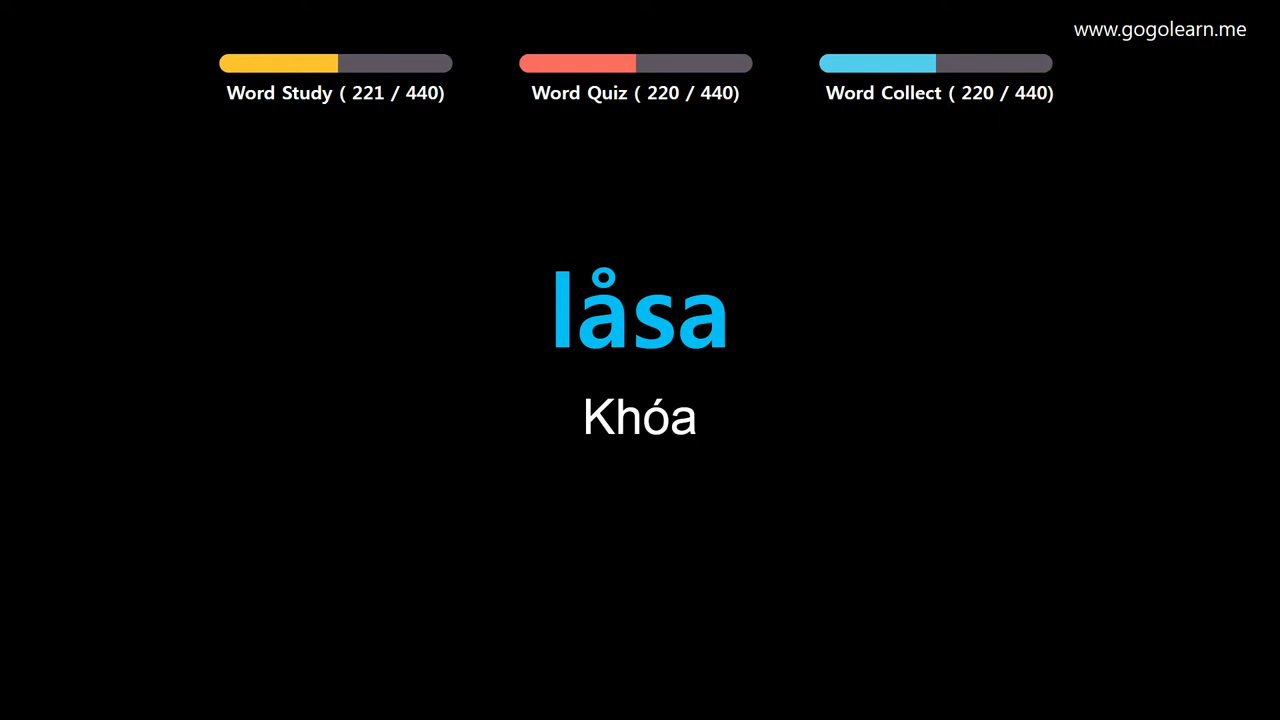 www.gogolearn.me
Word Study ( 221 / 440)
Word Quiz ( 220 / 440)
Word Collect ( 220 / 440)
låsa
Khóa